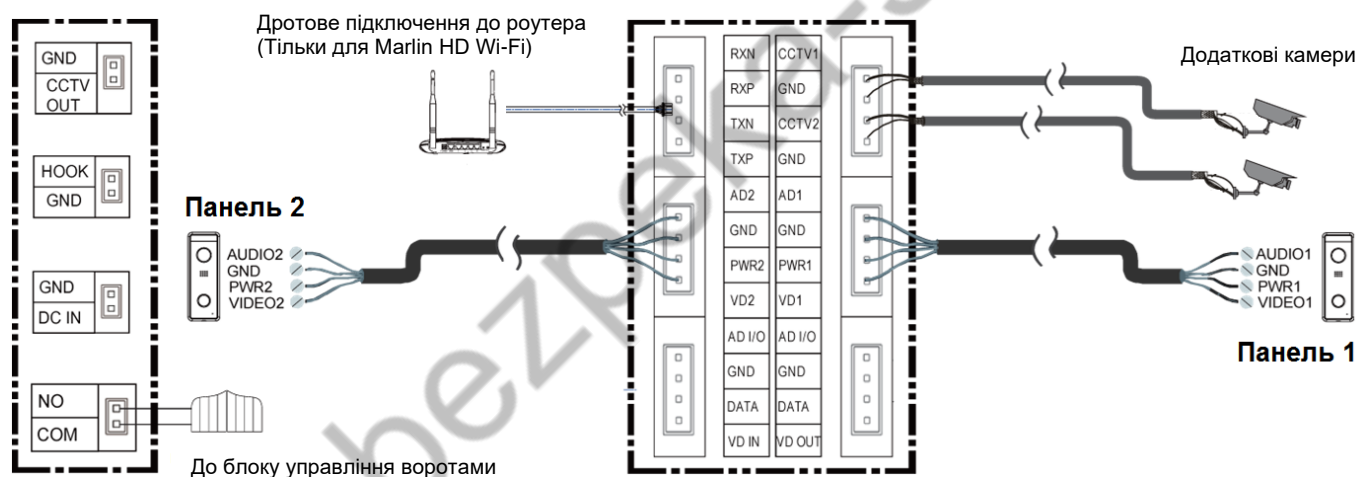 Дротове підключення до роутера
(Тільки для Marlin HD Wi-Fi)
Додаткові камери
GND
CCTV
OUT
HOOK
GND
GND
DC IN
NO
COM
До блоку управління воротами
Панель 2
AUDIO2
GND
PWR2
VIDEO2
RXN CCTV1
RXP GND
TXN CCTV2
TXP GND
AD2 AD1
GND GND
PWR2 PWR1
VD2 VD1
AD I/O AD I/O
GND GND
DATA DATA
VD IN VD OUT
AUDIO1
GND
PWR1
VIDEO1
Панель 1
bezpeka-s